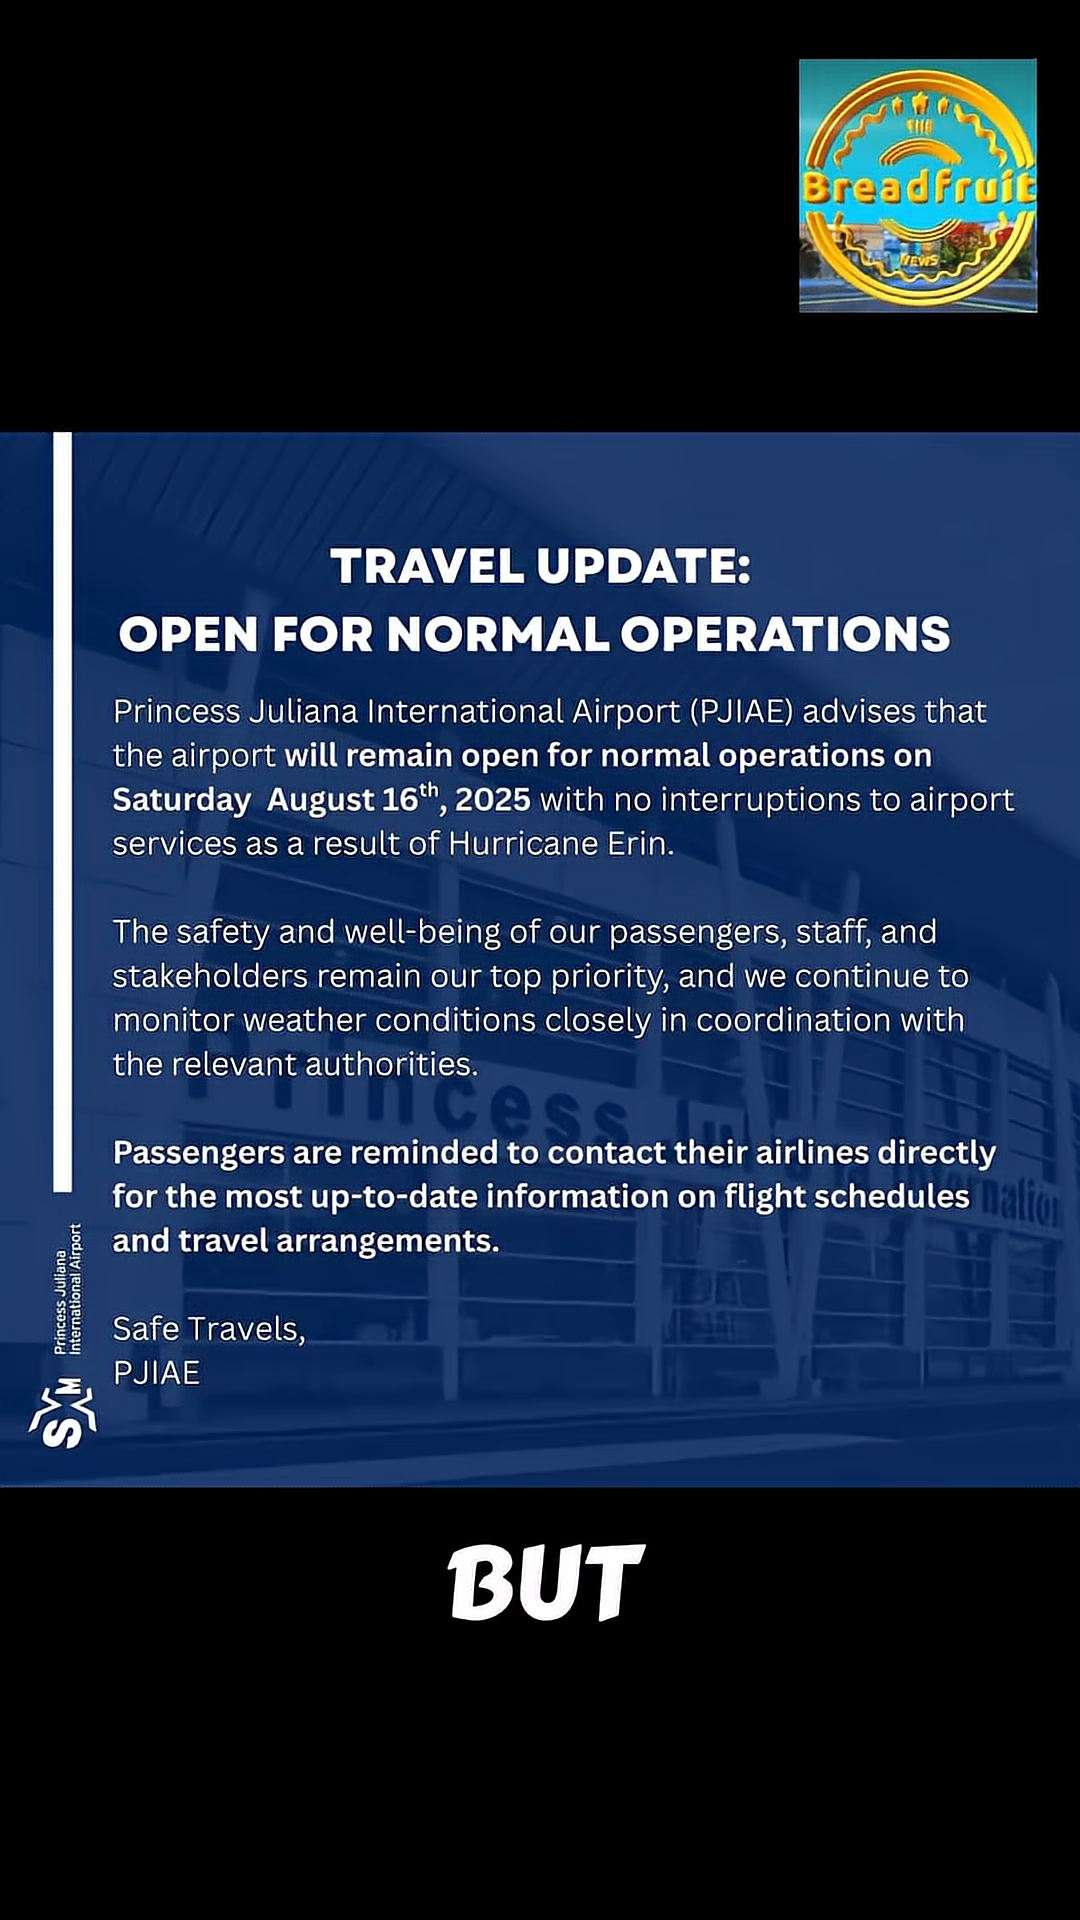 THE
Breadfruit
NEWS
TRAVEL UPDATE:
OPEN FOR NORMAL OPERATIONS
Princess Juliana International Airport (PJIAE) advises that
the airport will remain open for normal operations on
Saturday August 16th, 2025 with no interruptions to airport
services as a result of Hurricane Erin.
The safety and well-being of our passengers, staff, and
stakeholders remain our top priority, and we continue to
monitor weather conditions closely in coordination with
the relevant authorities.
Princess Juliana International
Passengers are reminded to contact their airlines directly
for the most up-to-date information on flight schedules
and travel arrangements.
Safe Travels,
PJIAE
Princess Juliana
International Airport
SXM
BUT